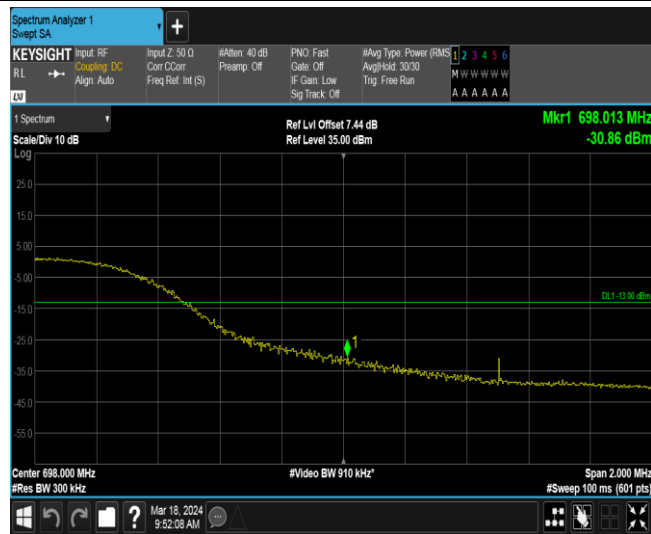 Spectrum Analyzer 1
Swept SA
+
KEYSIGHT
RL
Input: RF
Coupling: DC
Align: Auto
Input Z: 50 Ω
Corr CCorr
Freq Ref: Int (S)
#Atten: 40 dB
Preamp: Off
PNO: Fast
Gate: Off
IF Gain: Low
Sig Track: Off
#Avg Type: Power (RMS
Avg|Hold: 30/30
Trig: Free Run
1 2 3 4 5 6
M W W W W W
A A A A A A
1 Spectrum
Scale/Div 10 dB
Log
Ref Lvl Offset 7.44 dB
Ref Level 35.00 dBm
Mkr1 698.013 MHz
-30.86 dBm
25.0
15.0
5.00
-5.00
DL1 -13.00 dBm
-15.0
-25.0
1
-35.0
-45.0
-55.0
Center 698.000 MHz
#Video BW 910 kHz*
Span 2.000 MHz
#Res BW 300 kHz
#Sweep 100 ms (601 pts)
?
Mar 18, 2024
9:52:08 AM